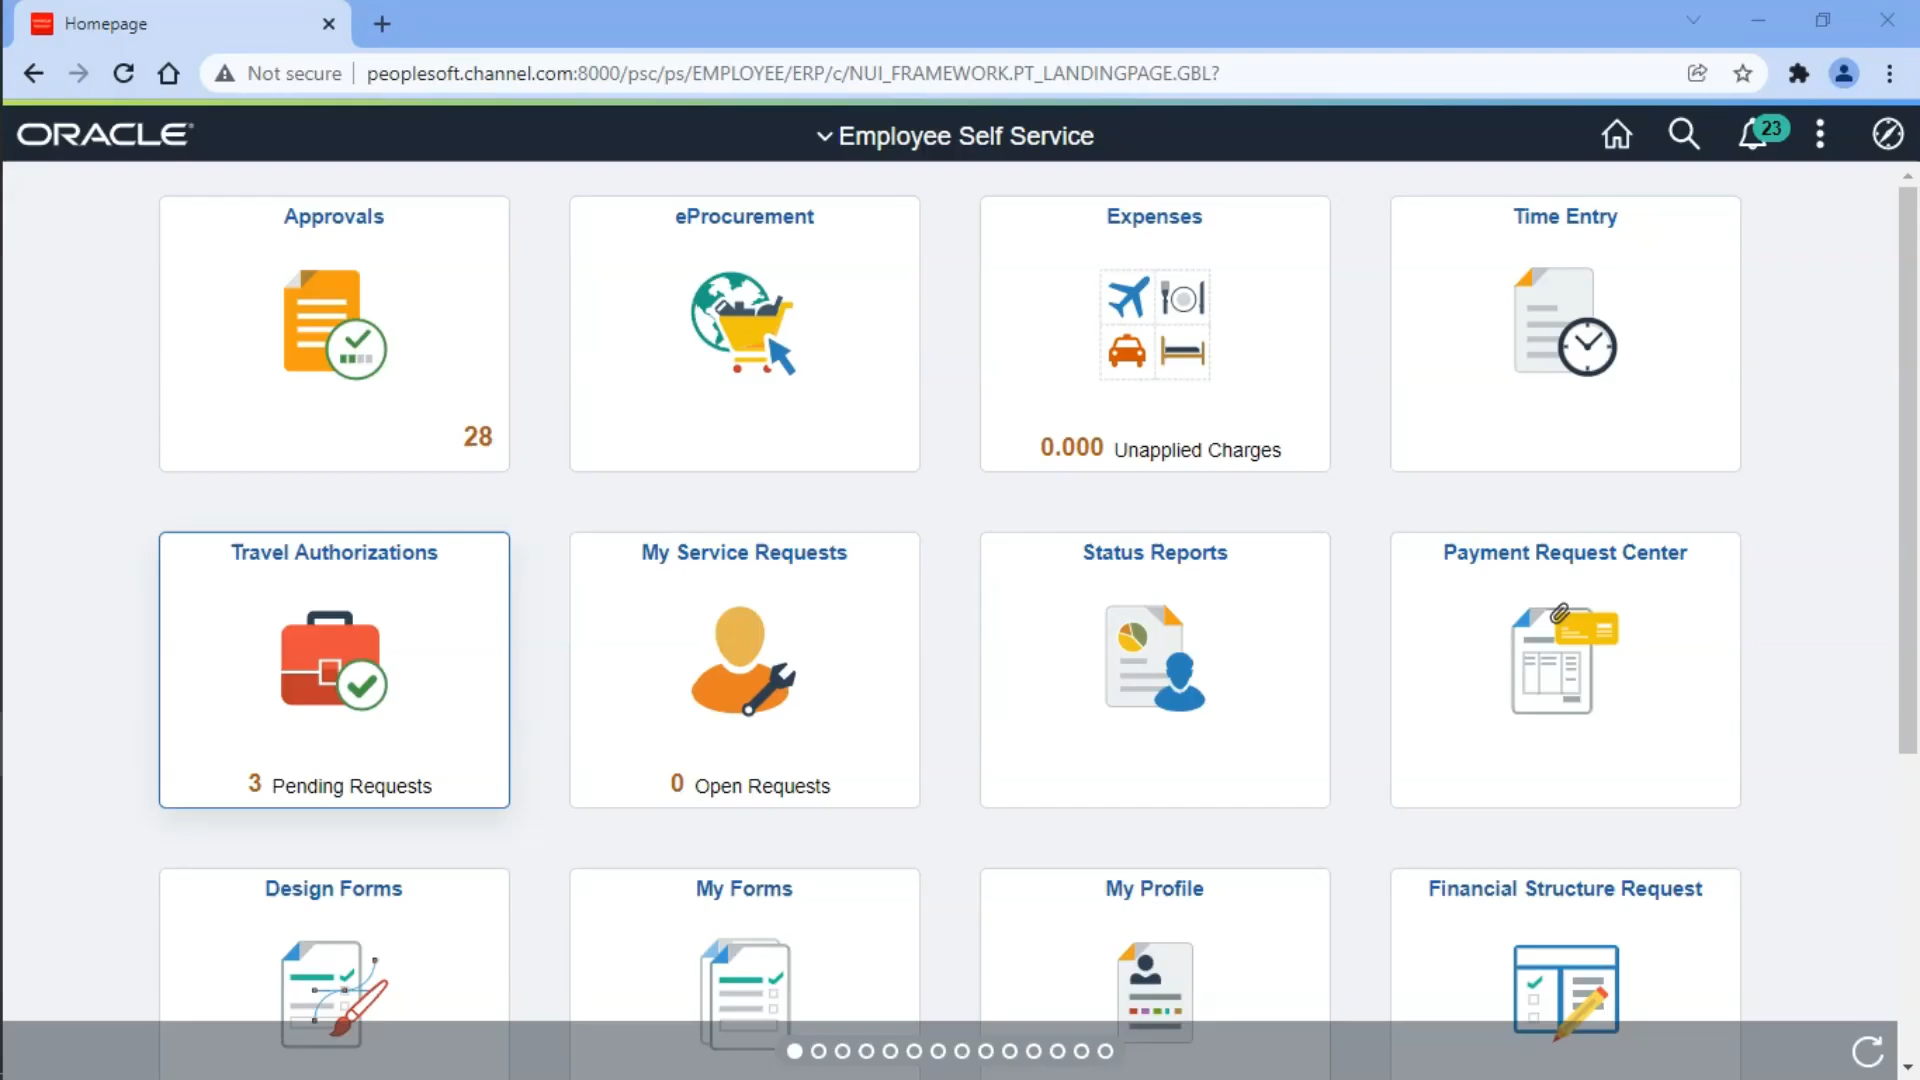 Homepage
Not secure peoplesoft.channel.com:8000/psc/ps/EMPLOYEE/ERP/c/NUI_FRAMEWORK.PT_LANDINGPAGE.GBL?
ORACLE
Employee Self Service
23
Approvals
28
eProcurement
Expenses
0.000 Unapplied Charges
Time Entry
Travel Authorizations
3 Pending Requests
My Service Requests
0 Open Requests
Status Reports
Payment Request Center
Design Forms
My Forms
My Profile
Financial Structure Request